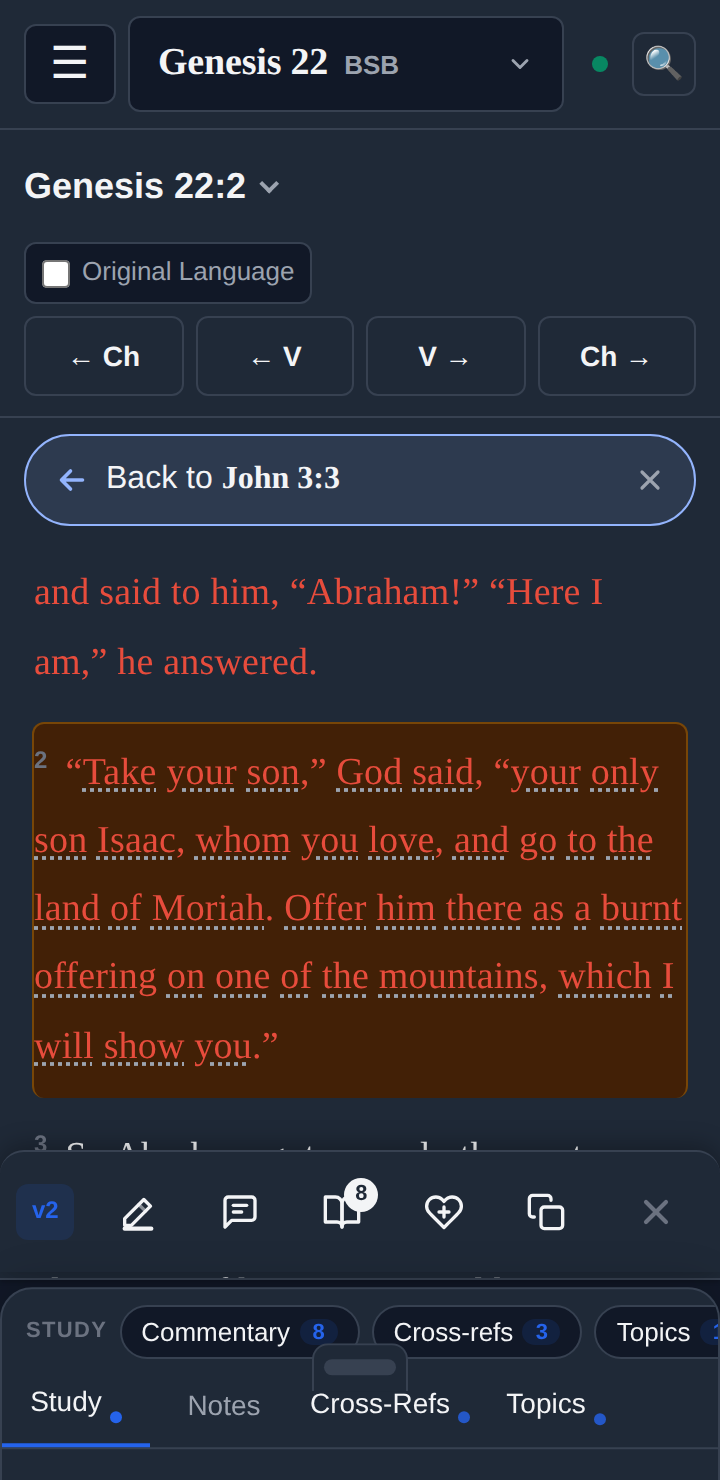 ☰ Genesis 22 BSB
Genesis 22:2
Original Language
← Ch ← V V → Ch →
← Back to John 3:3 ×
and said to him, “Abraham!” “Here I
am,” he answered.
2 “Take your son,” God said, “your only
son Isaac, whom you love, and go to the
land of Moriah. Offer him there as a burnt
offering on one of the mountains, which I
will show you.”
3
v2 8
STUDY Commentary 8 Cross-refs 3 Topics
Study Notes Cross-Refs Topics